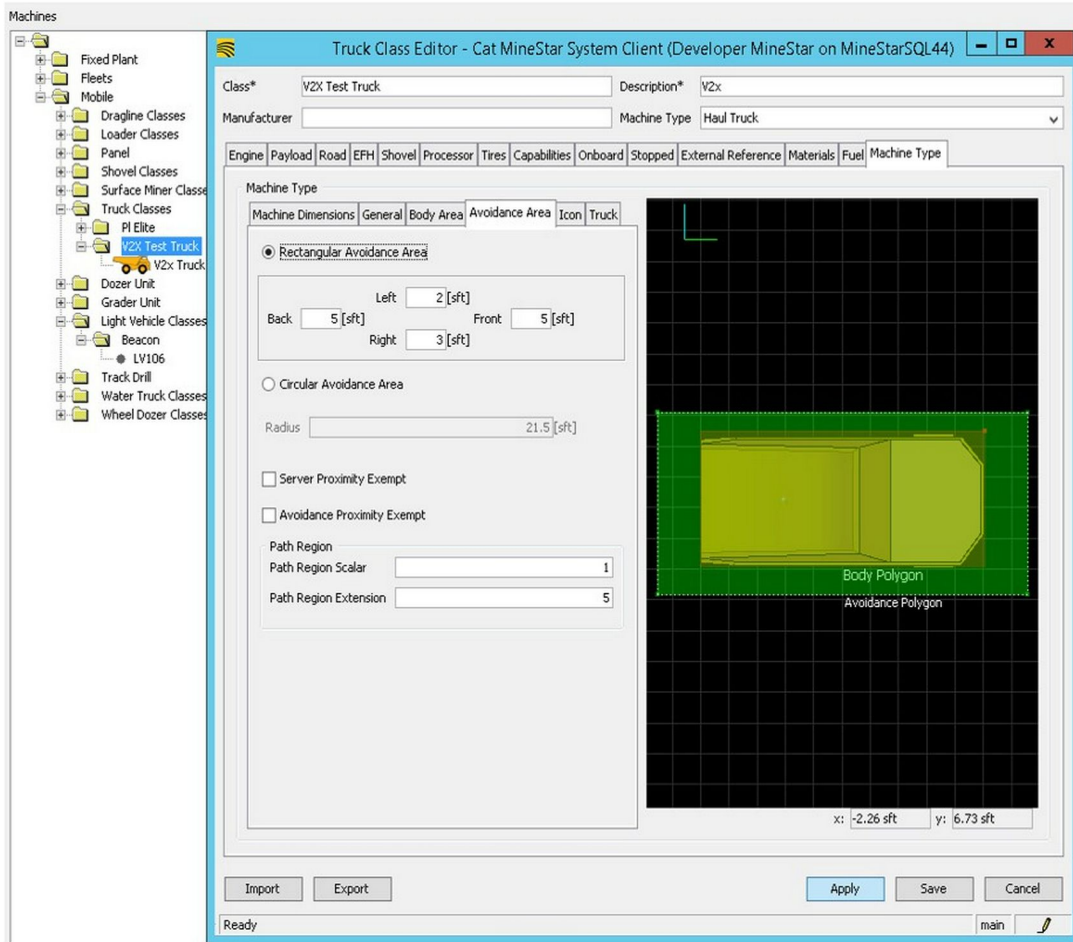 Machines
Fixed Plant
Fleets
Mobile
Dragline Classes
Loader Classes
Panel
Shovel Classes
Surface Miner Classe
Truck Classes
Pl Elite
V2X Test Truck
V2x Truck
Dozer Unit
Grader Unit
Light Vehicle Classes
Beacon
LV106
Track Drill
Water Truck Classes
Wheel Dozer Classes
Truck Class Editor - Cat MineStar System Client (Developer MineStar on MineStarSQL44)
Class* V2X Test Truck Description* V2x
Manufacturer Machine Type Haul Truck
Engine Payload Road EFH Shovel Processor Tires Capabilities Onboard Stopped External Reference Materials Fuel Machine Type
Machine Type
Machine Dimensions General Body Area Avoidance Area Icon Truck
Rectangular Avoidance Area
Left 2 [sft]
Back 5 [sft] Front 5 [sft]
Right 3 [sft]
Circular Avoidance Area
Radius 21.5 [sft]
Server Proximity Exempt
Avoidance Proximity Exempt
Path Region
Path Region Scalar 1
Path Region Extension 5
Body Polygon
Avoidance Polygon
x: -2.26 sft y: 6.73 sft
Import Export Apply Save Cancel
Ready main